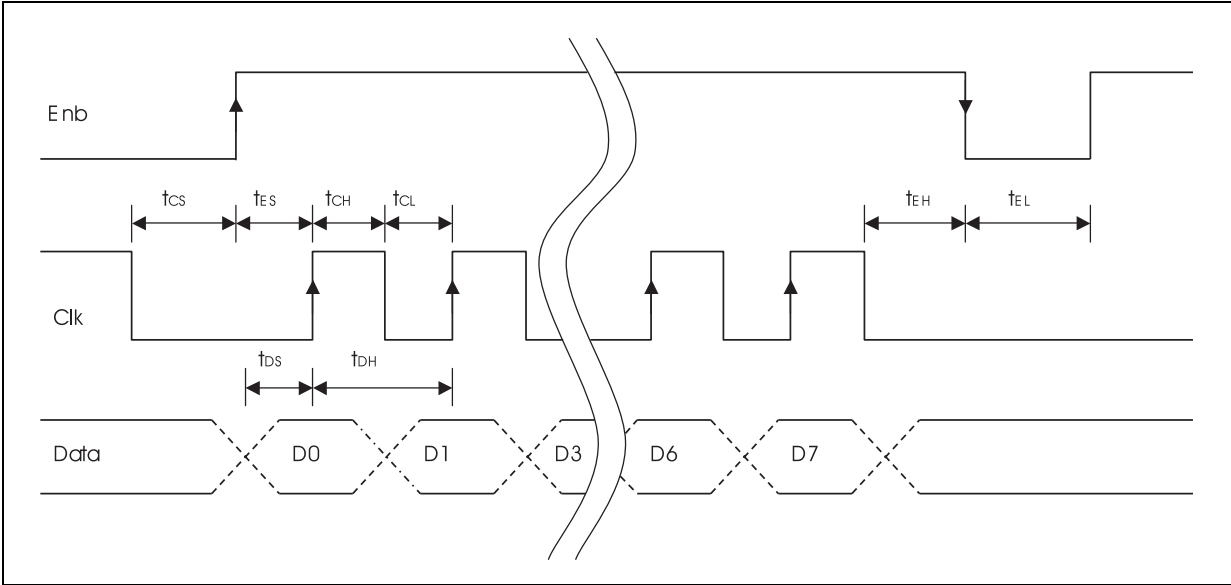 Enb
tCS tES tCH tCL tEH tEL
Clk
tDS tDH
Data D0 D1 D3 D6 D7